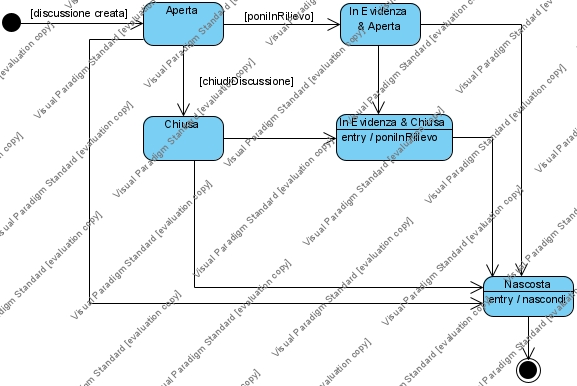 [discussione creata]
Aperta
[poniInRilievo]
In Evidenza
& Aperta
[chiudiDiscussione]
Chiusa
In Evidenza & Chiusa
entry / poniInRilievo
Nascosta
entry / nascondi
Visual Paradigm Standard [evaluation copy]